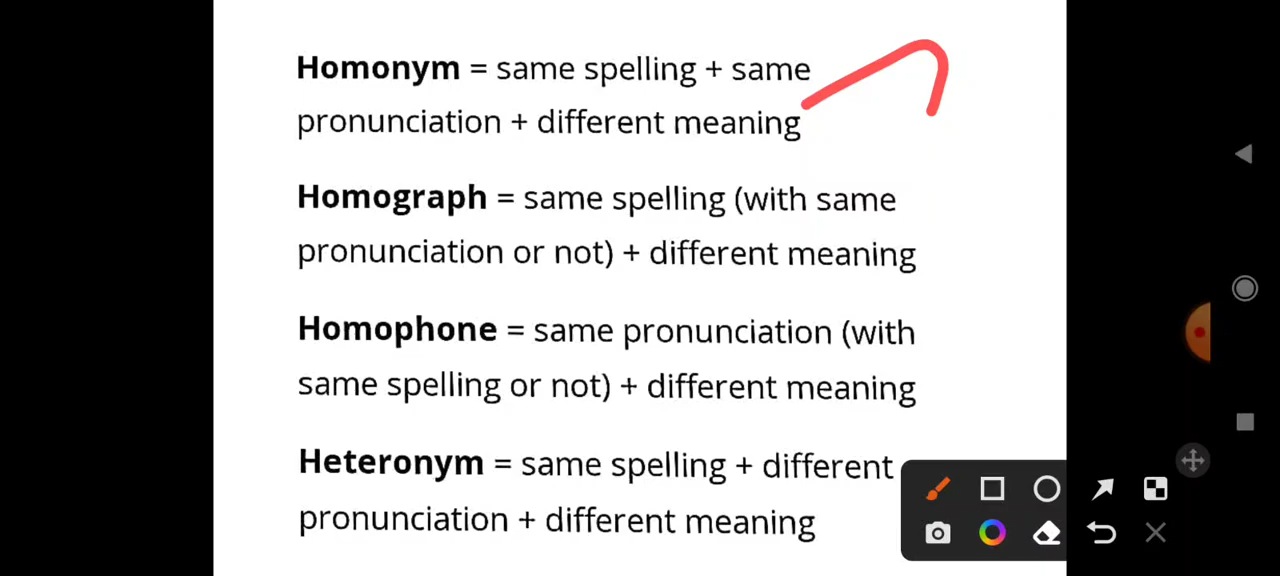 Homonym = same spelling + same
pronunciation + different meaning
Homograph = same spelling (with same
pronunciation or not) + different meaning
Homophone = same pronunciation (with
same spelling or not) + different meaning
Heteronym = same spelling + different
pronunciation + different meaning